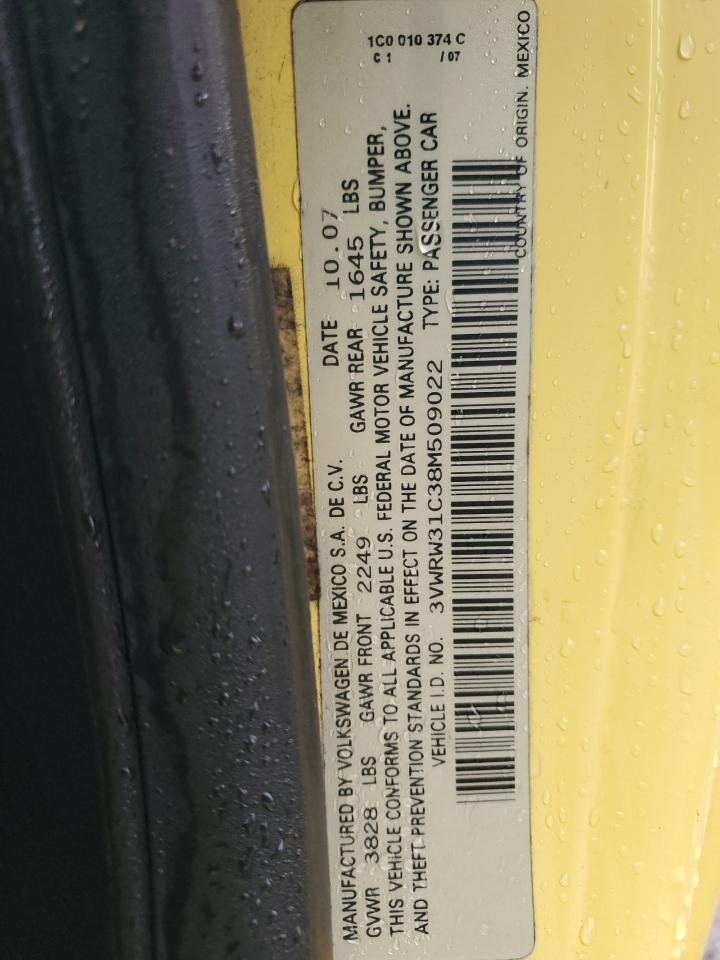 1C0 010 374 C
C 1 / 07
MANUFACTURED BY VOLKSWAGEN DE MEXICO S.A. DE C.V. DATE 10.07
GVWR 3828 LBS GAWR FRONT 2249 LBS GAWR REAR 1645 LBS
THIS VEHICLE CONFORMS TO ALL APPLICABLE U.S. FEDERAL MOTOR VEHICLE SAFETY, BUMPER,
AND THEFT PREVENTION STANDARDS IN EFFECT ON THE DATE OF MANUFACTURE SHOWN ABOVE.
VEHICLE I.D. NO. 3VWRW31C38M509022 TYPE: PASSENGER CAR
COUNTRY OF ORIGIN. MEXICO